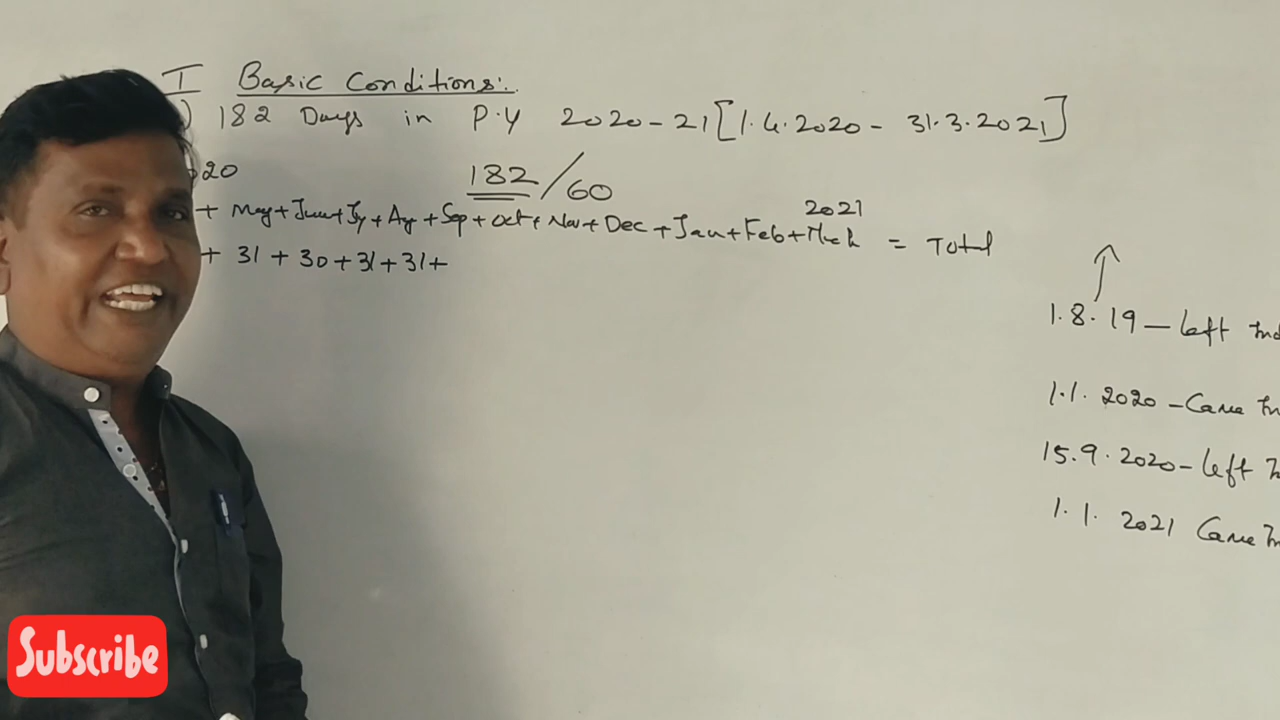 I Basic Conditions:.
) 182 Days in P.Y 2020-21 [1.4.2020 - 31.3.2021]
20
182/60
2021
+ May + June + Jy + Ag + Sep + Oct + Nov + Dec + Jan + Feb + Mch = Total
+ 31 + 30 + 31 + 31 +
1.8.19 - left Ind
1.1.2020 - Came In
15.9.2020 - left In
1.1.2021 Came In
Subscribe